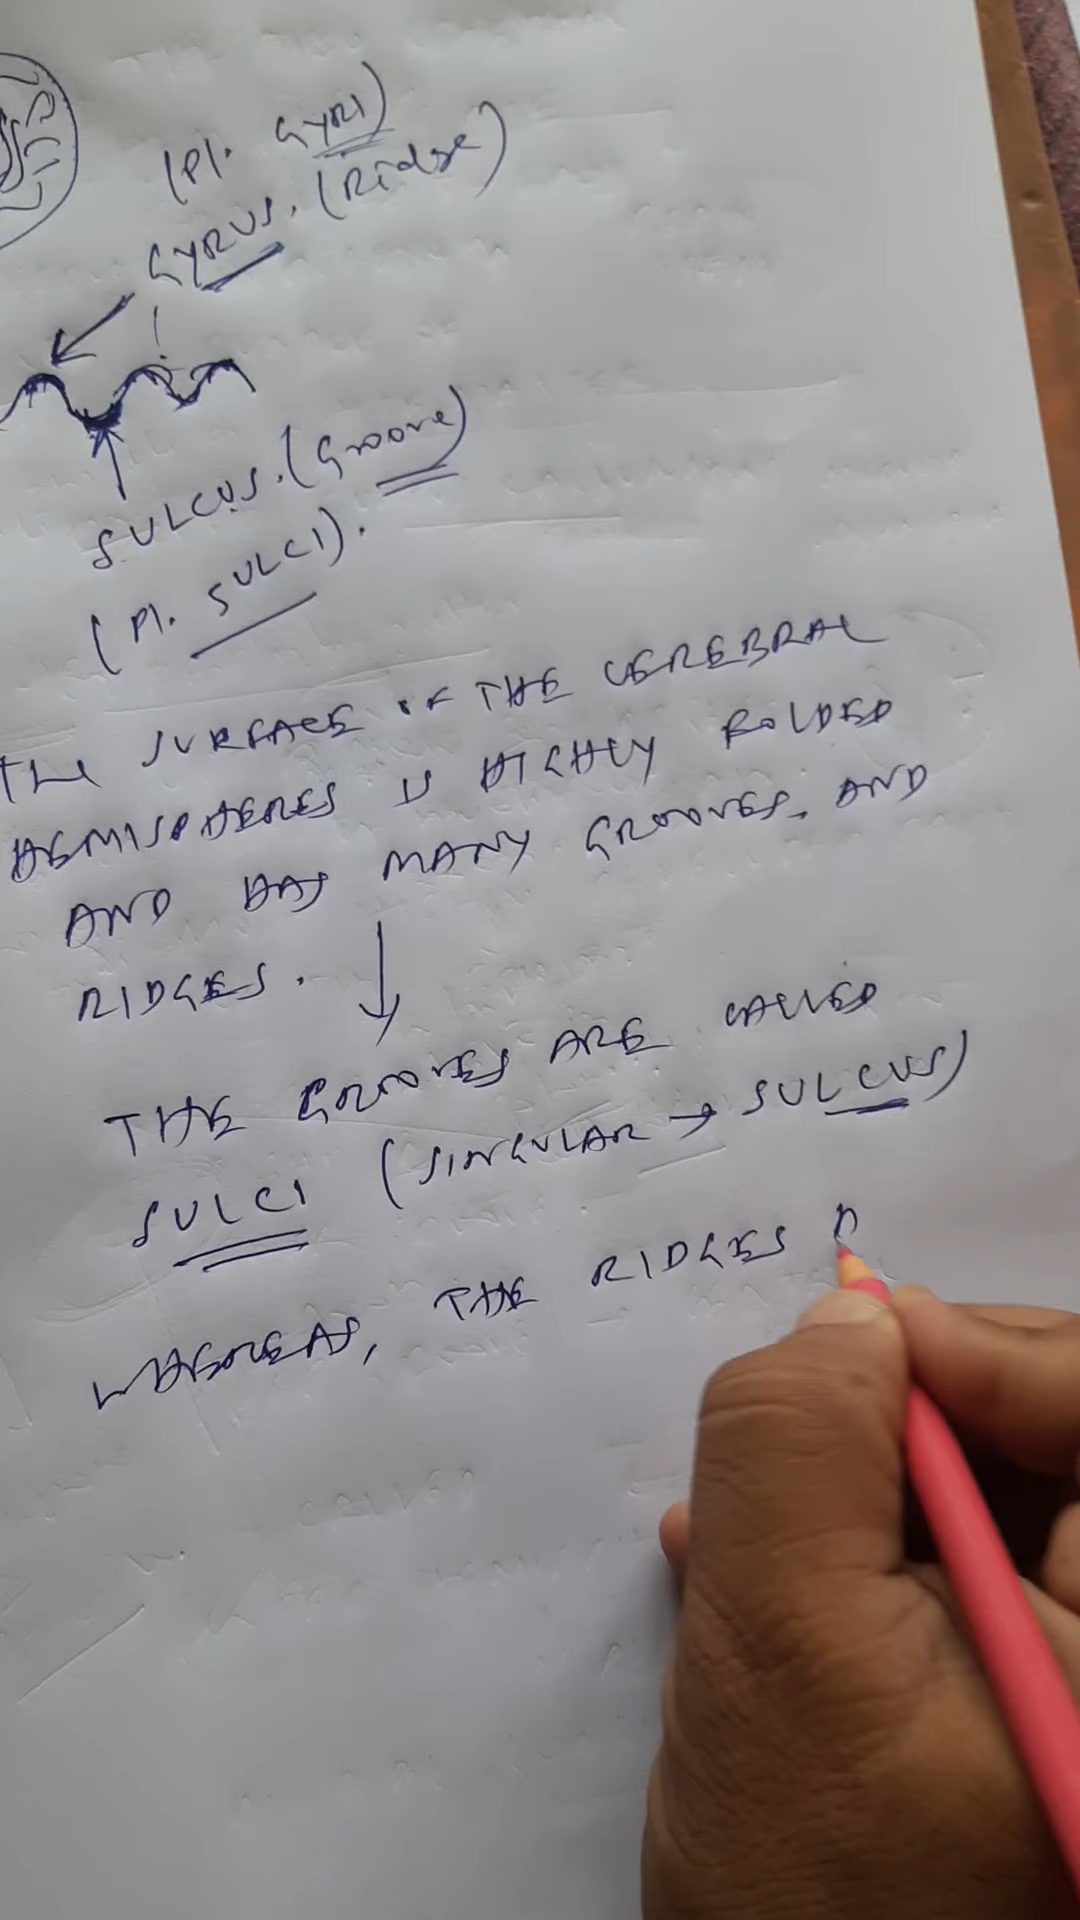 (Pl. GYRI)
GYRUS. (Ridge)
SULCUS. (Groove)
(Pl. SULCI).
THE SURFACE OF THE CEREBRAL
HEMISPHERES IS HIGHLY FOLDED
AND HAS MANY GROOVES. AND
RIDGES.
THE GROOVES ARE CALLED
SULCI (SINGULAR → SULCUS)
WHEREAS, THE RIDGES A